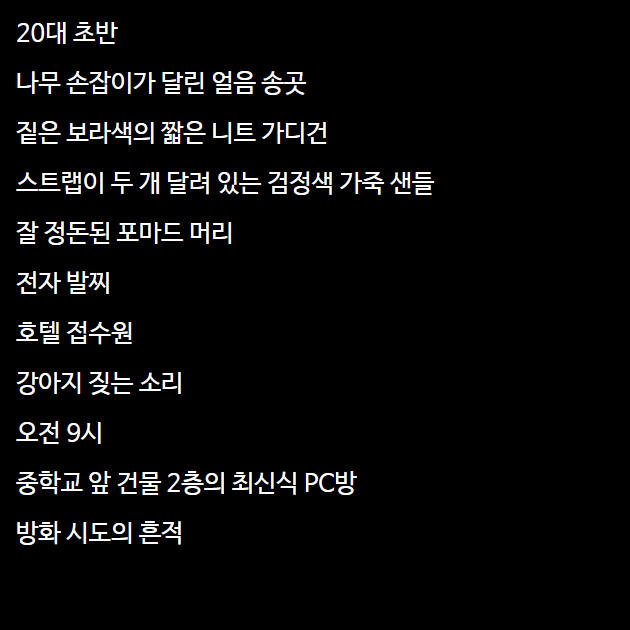 20대 초반
나무 손잡이가 달린 얼음 송곳
짙은 보라색의 짧은 니트 가디건
스트랩이 두 개 달려 있는 검정색 가죽 샌들
잘 정돈된 포마드 머리
전자 발찌
호텔 접수원
강아지 짖는 소리
오전 9시
중학교 앞 건물 2층의 최신식 PC방
방화 시도의 흔적